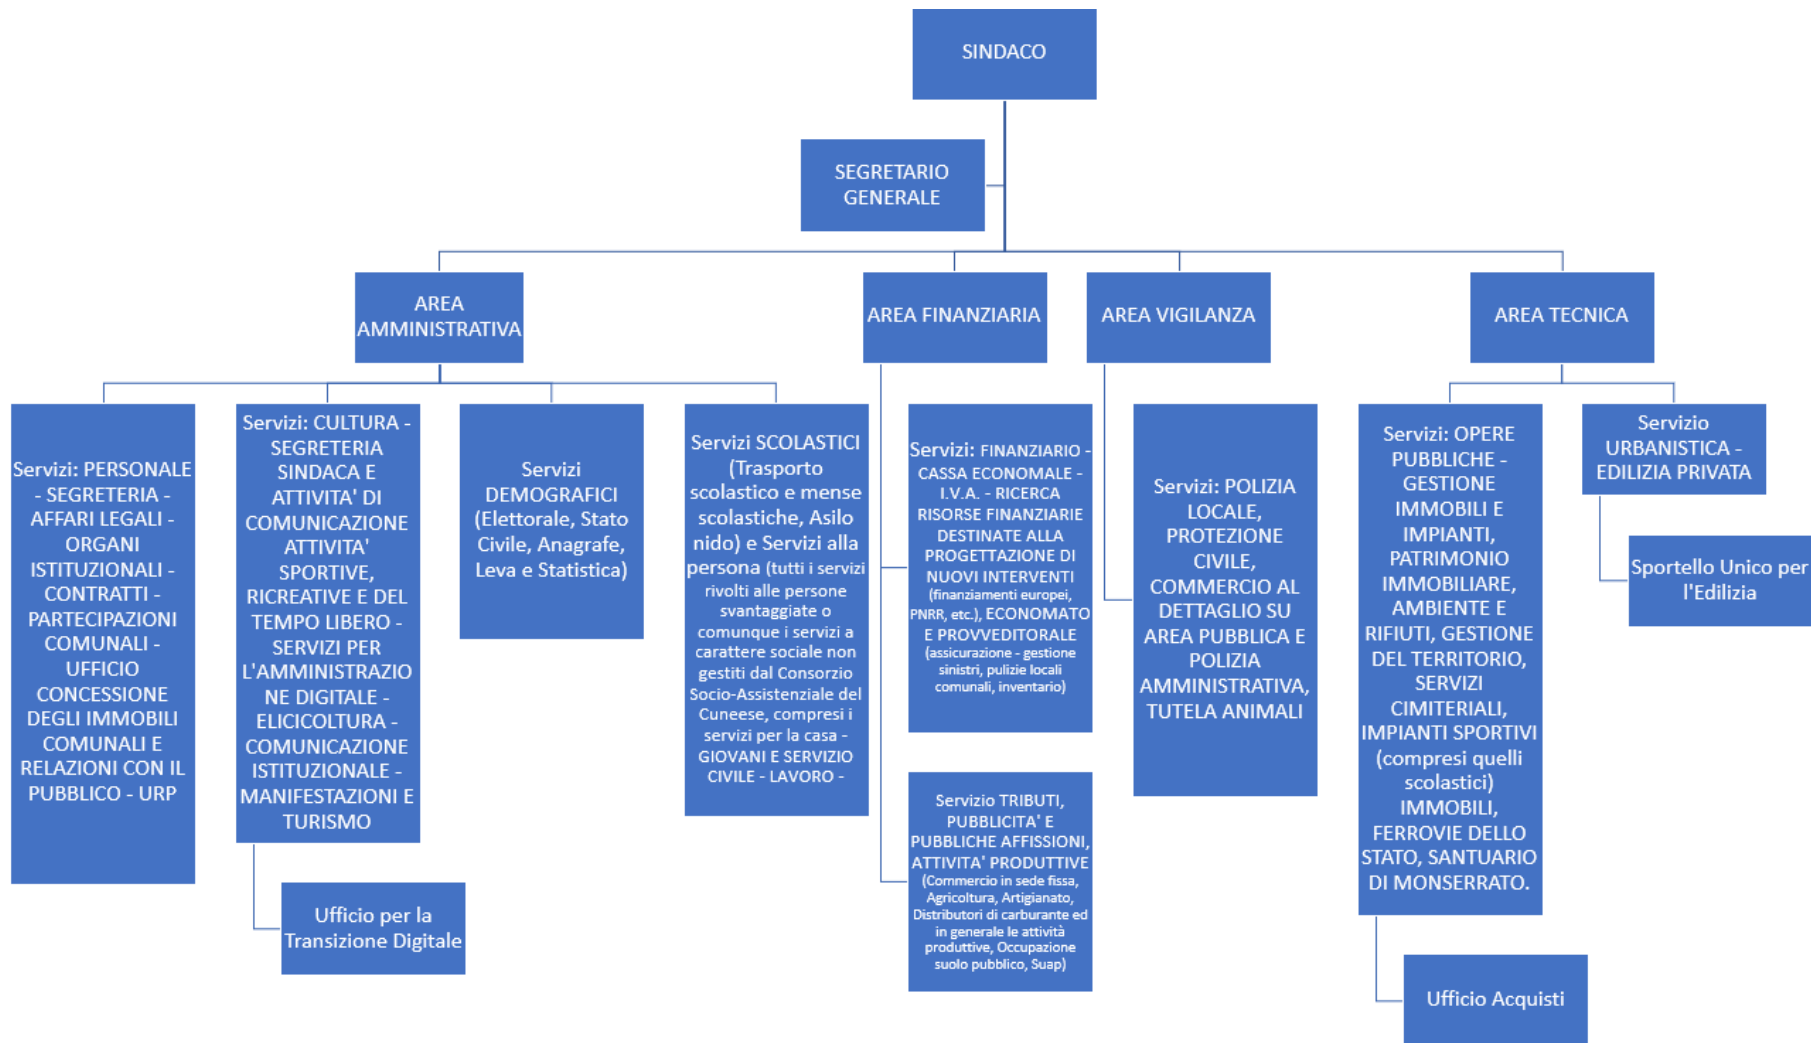 SINDACO
SEGRETARIO
GENERALE
AREA
AMMINISTRATIVA
AREA FINANZIARIA
AREA VIGILANZA
AREA TECNICA
Servizi: PERSONALE
- SEGRETERIA -
AFFARI LEGALI -
ORGANI
ISTITUZIONALI -
CONTRATTI -
PARTECIPAZIONI
COMUNALI -
UFFICIO
CONCESSIONE
DEGLI IMMOBILI
COMUNALI E
RELAZIONI CON IL
PUBBLICO - URP
Servizi: CULTURA -
SEGRETERIA
SINDACA E
ATTIVITA' DI
COMUNICAZIONE
ATTIVITA'
SPORTIVE,
RICREATIVE E DEL
TEMPO LIBERO -
SERVIZI PER
L'AMMINISTRAZIO
NE DIGITALE -
ELICICOLTURA -
COMUNICAZIONE
ISTITUZIONALE -
MANIFESTAZIONI E
TURISMO
Ufficio per la
Transizione Digitale
Servizi
DEMOGRAFICI
(Elettorale, Stato
Civile, Anagrafe,
Leva e Statistica)
Servizi SCOLASTICI
(Trasporto
scolastico e mense
scolastiche, Asilo
nido) e Servizi alla
persona (tutti i servizi
rivolti alle persone
svantaggiate o
comunque i servizi a
carattere sociale non
gestiti dal Consorzio
Socio-Assistenziale del
Cuneese, compresi i
servizi per la casa -
GIOVANI E SERVIZIO
CIVILE - LAVORO -
Servizi: FINANZIARIO -
CASSA ECONOMALE -
I.V.A. - RICERCA
RISORSE FINANZIARIE
DESTINATE ALLA
PROGETTAZIONE DI
NUOVI INTERVENTI
(finanziamenti europei,
PNRR, etc.), ECONOMATO
E PROVVEDITORALE
(assicurazione - gestione
sinistri, pulizie locali
comunali, inventario)
Servizio TRIBUTI,
PUBBLICITA' E
PUBBLICHE AFFISSIONI,
ATTIVITA' PRODUTTIVE
(Commercio in sede fissa,
Agricoltura, Artigianato,
Distributori di carburante ed
in generale le attività
produttive, Occupazione
suolo pubblico, Suap)
Servizi: POLIZIA
LOCALE,
PROTEZIONE
CIVILE,
COMMERCIO AL
DETTAGLIO SU
AREA PUBBLICA E
POLIZIA
AMMINISTRATIVA,
TUTELA ANIMALI
Servizi: OPERE
PUBBLICHE -
GESTIONE
IMMOBILI E
IMPIANTI,
PATRIMONIO
IMMOBILIARE,
AMBIENTE E
RIFIUTI, GESTIONE
DEL TERRITORIO,
SERVIZI
CIMITERIALI,
IMPIANTI SPORTIVI
(compresi quelli
scolastici)
IMMOBILI,
FERROVIE DELLO
STATO, SANTUARIO
DI MONSERRATO.
Ufficio Acquisti
Servizio
URBANISTICA -
EDILIZIA PRIVATA
Sportello Unico per
l'Edilizia